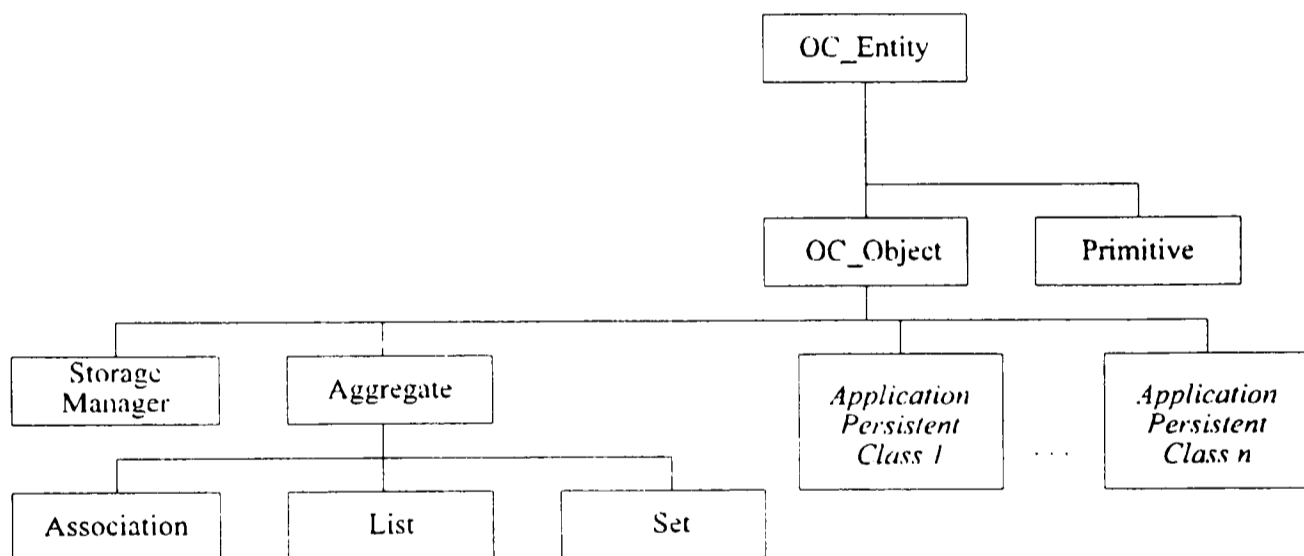 OC_Entity
OC_Object
Primitive
Storage
Manager
Aggregate
Application
Persistent
Class 1
. . .
Application
Persistent
Class n
Association
List
Set